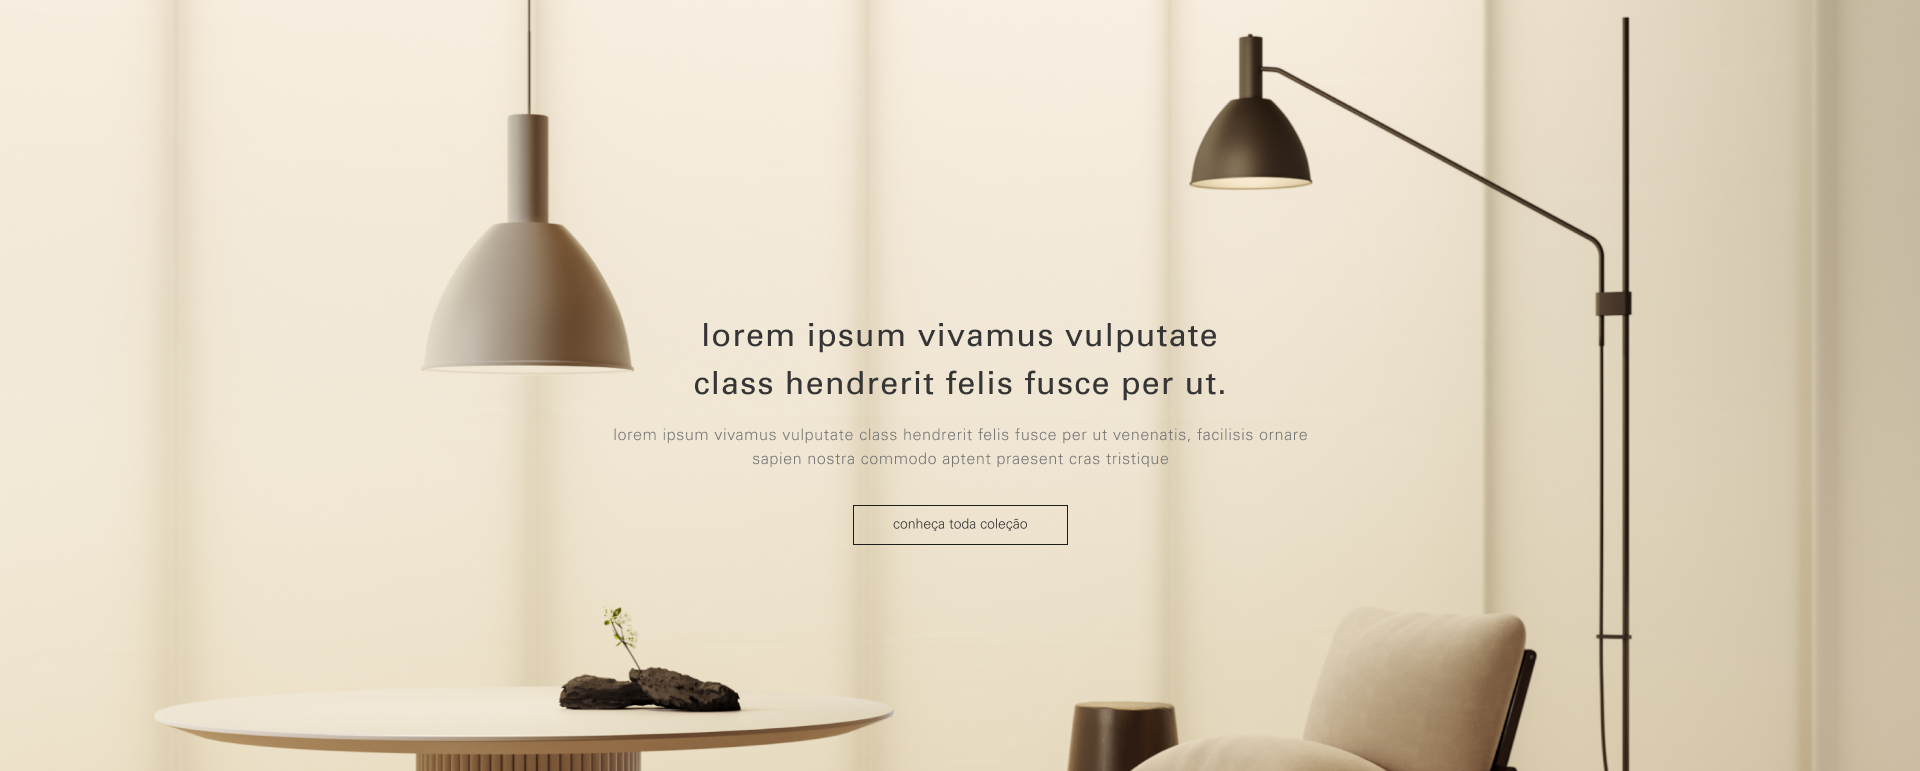 lorem ipsum vivamus vulputate
class hendrerit felis fusce per ut.
lorem ipsum vivamus vulputate class hendrerit felis fusce per ut venenatis, facilisis ornare
sapien nostra commodo aptent praesent cras tristique
conheça toda coleção